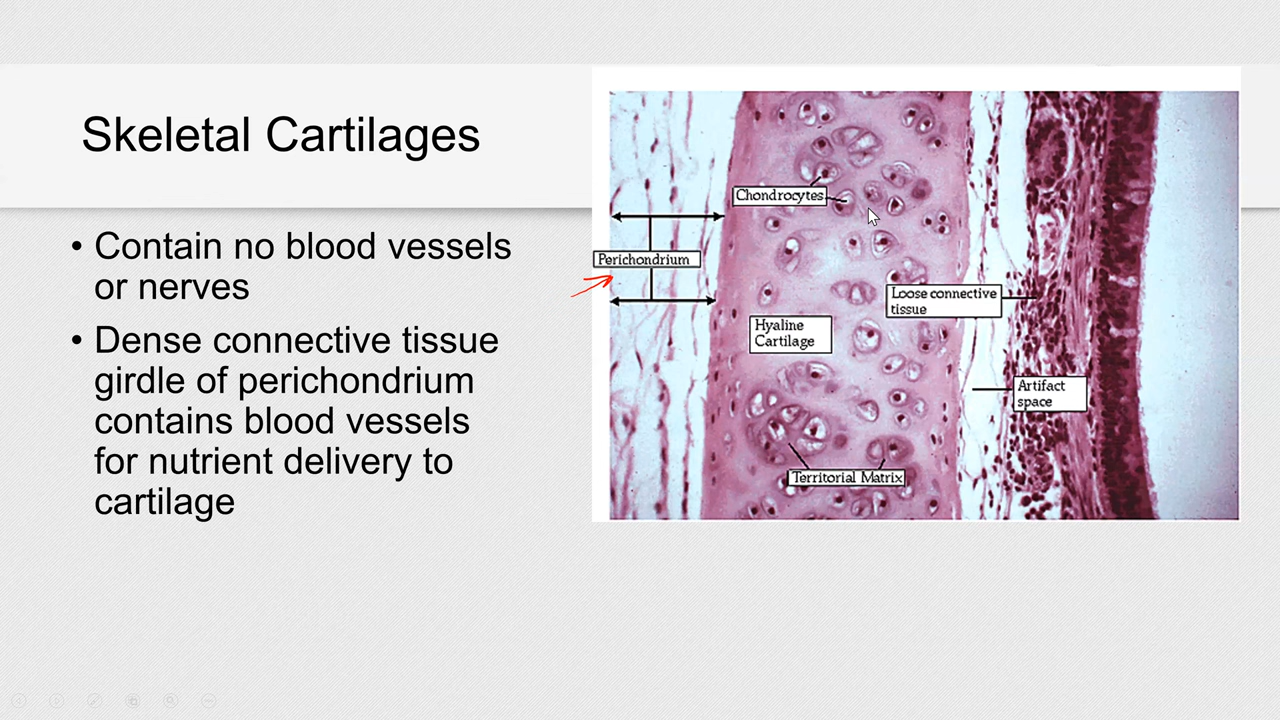 Skeletal Cartilages
• Contain no blood vessels
or nerves
• Dense connective tissue
girdle of perichondrium
contains blood vessels
for nutrient delivery to
cartilage
Chondrocytes
Perichondrium
Loose connective
tissue
Hyaline
Cartilage
Artifact
space
Territorial Matrix